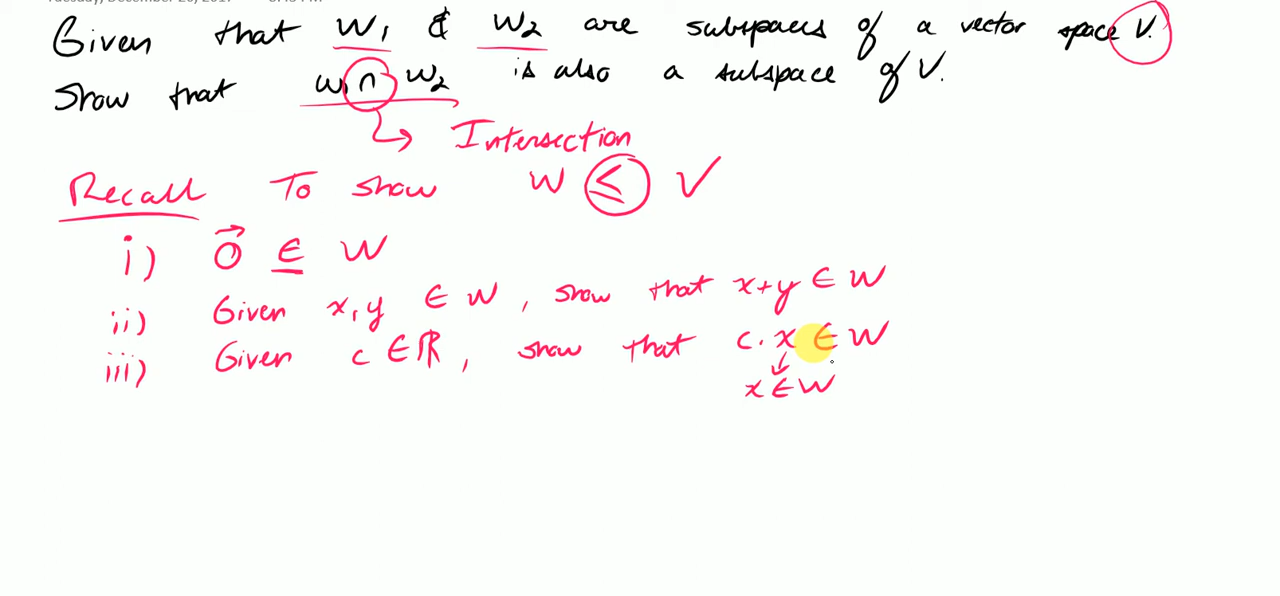 Given that W₁ & W₂ are subspaces of a vector space V.
Show that W₁ ∩ W₂ is also a subspace of V.
Intersection
Recall To show W ≤ V
i) 0⃗ ∈ W
ii) Given x, y ∈ W, show that x+y ∈ W
iii) Given c ∈ ℝ, show that c · x ∈ W
x ∈ W